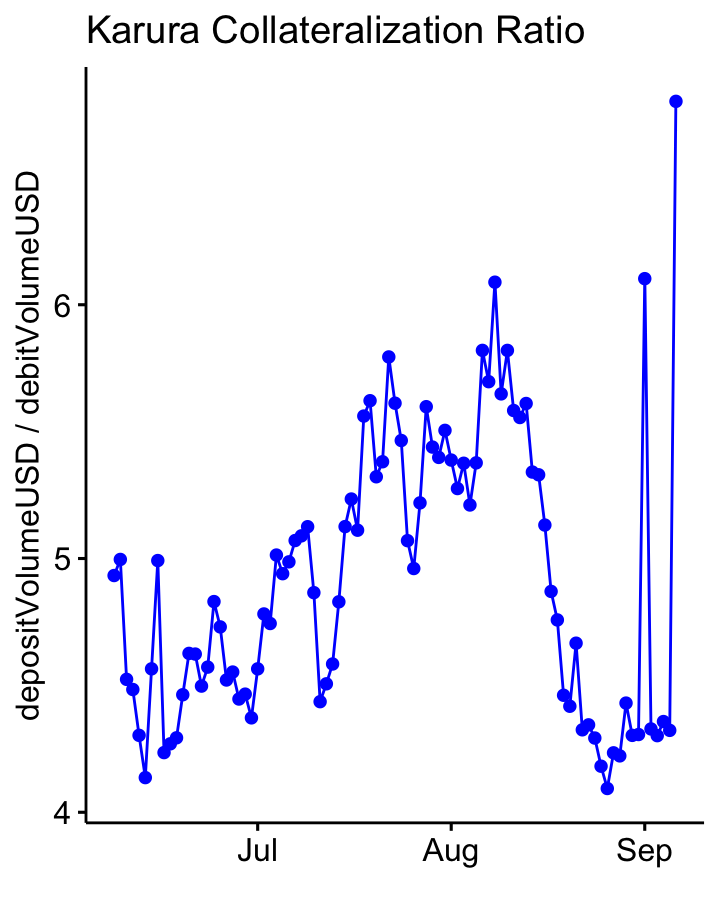 Karura Collateralization Ratio
depositVolumeUSD / debitVolumeUSD
6
5
4
Jul Aug Sep